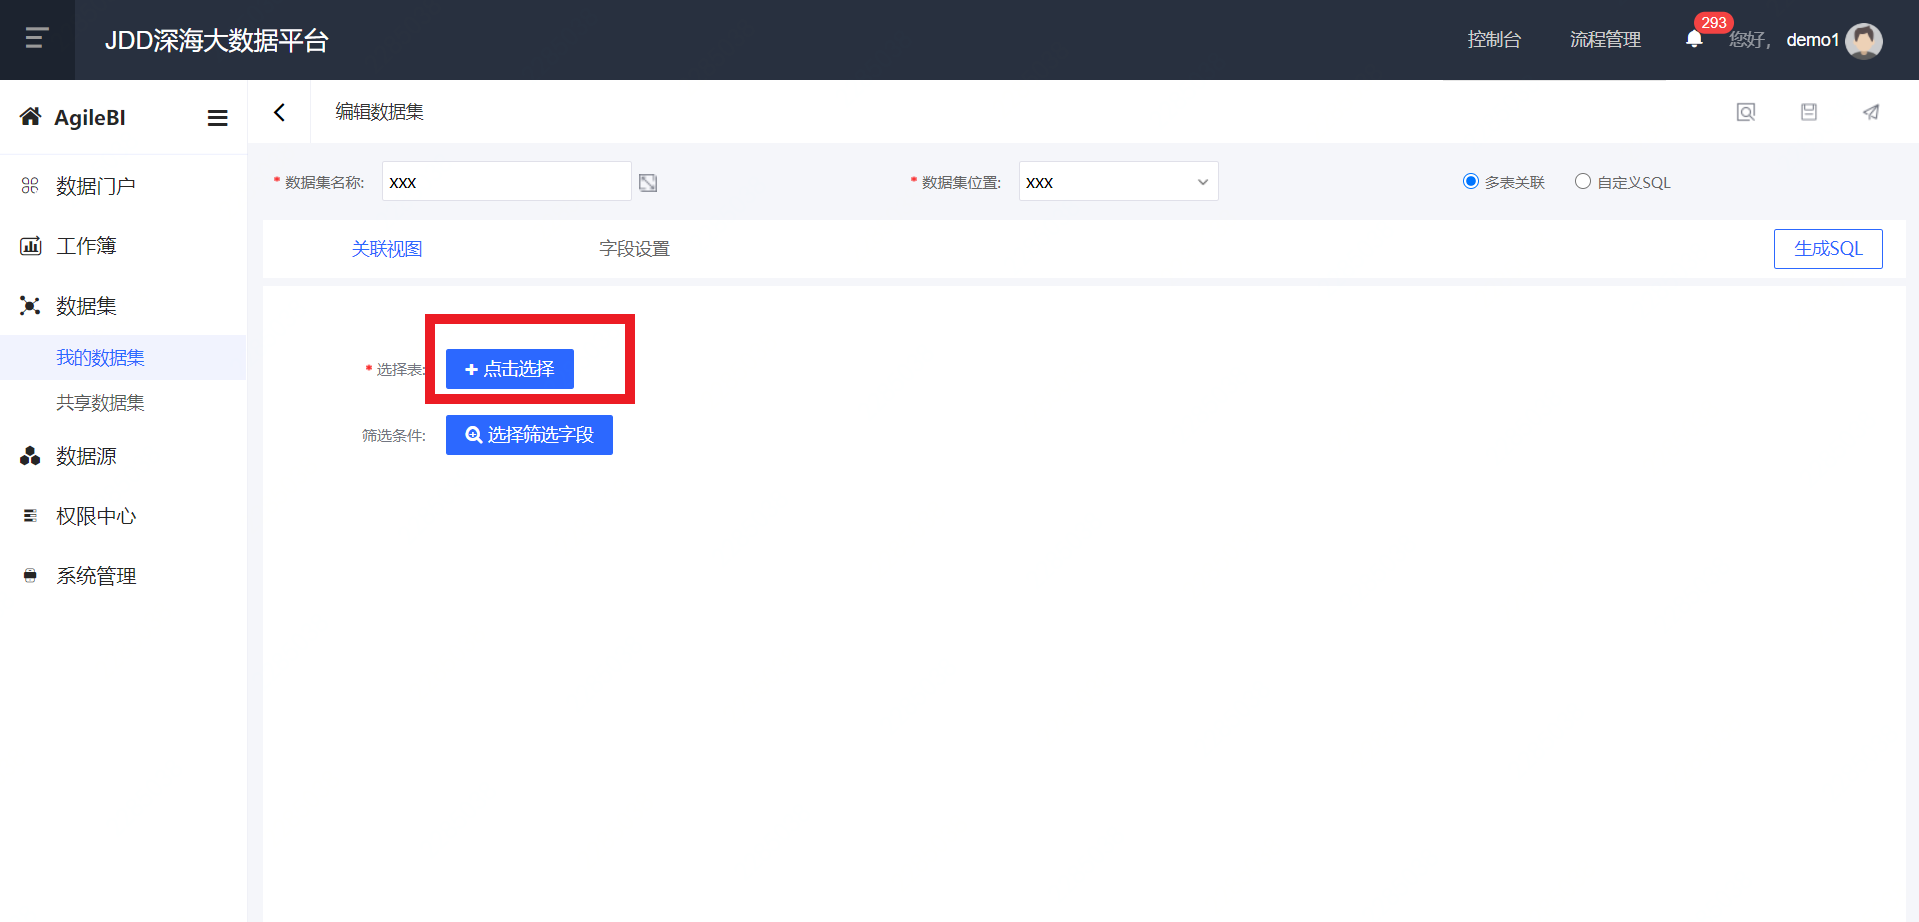 JDD深海大数据平台
控制台
流程管理
293
您好,
demo1
AgileBI
编辑数据集
数据门户
工作簿
数据集
我的数据集
共享数据集
数据源
权限中心
系统管理
* 数据集名称: xxx
* 数据集位置: xxx
多表关联
自定义SQL
关联视图
字段设置
生成SQL
* 选择表: 点击选择
筛选条件: 选择筛选字段